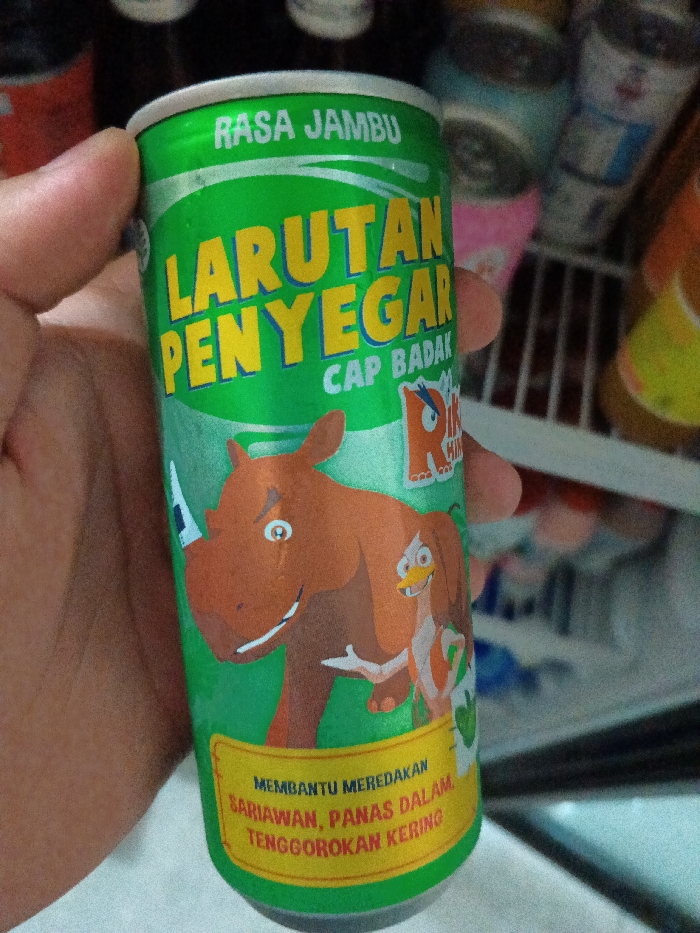 RASA JAMBU
LARUTAN
PENYEGAR
CAP BADAK
MEMBANTU MEREDAKAN
SARIAWAN, PANAS DALAM,
TENGGOROKAN KERING